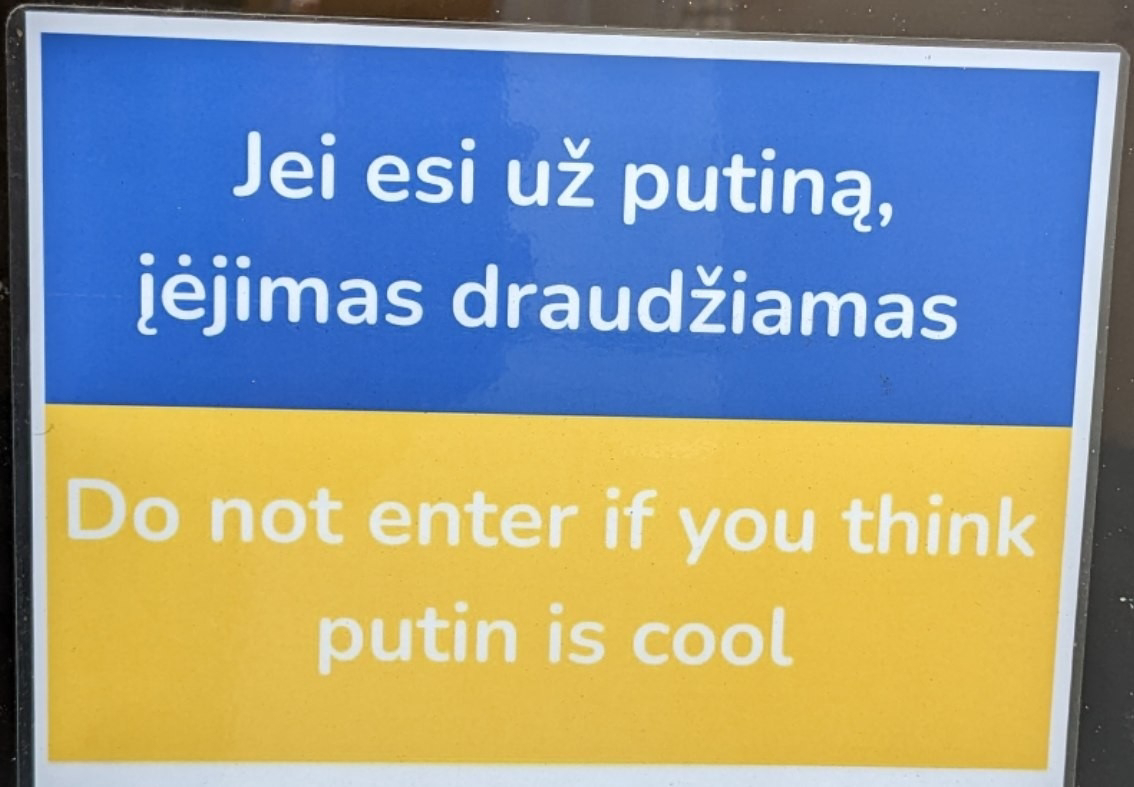 Jei esi už putiną,
įėjimas draudžiamas
Do not enter if you think
putin is cool